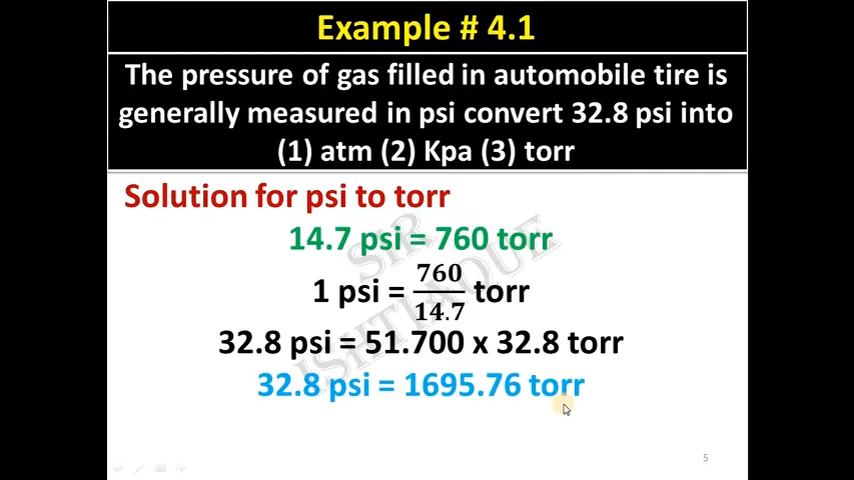 Example # 4.1
The pressure of gas filled in automobile tire is
generally measured in psi convert 32.8 psi into
(1) atm (2) Kpa (3) torr
Solution for psi to torr
14.7 psi = 760 torr
1 psi = 760/14.7 torr
32.8 psi = 51.700 x 32.8 torr
32.8 psi = 1695.76 torr
SIR
ISHTIAQUE
5